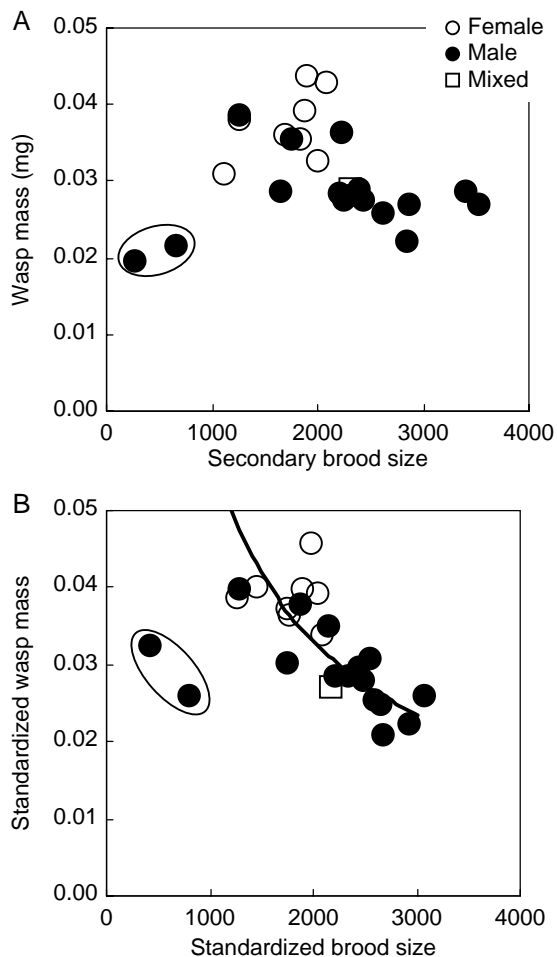 A
0.05
0.04
0.03
0.02
0.01
0.00
Wasp mass (mg)
Female
Male
Mixed
0
1000
2000
3000
4000
Secondary brood size
B
0.05
0.04
0.03
0.02
0.01
0.00
Standardized wasp mass
0
1000
2000
3000
4000
Standardized brood size